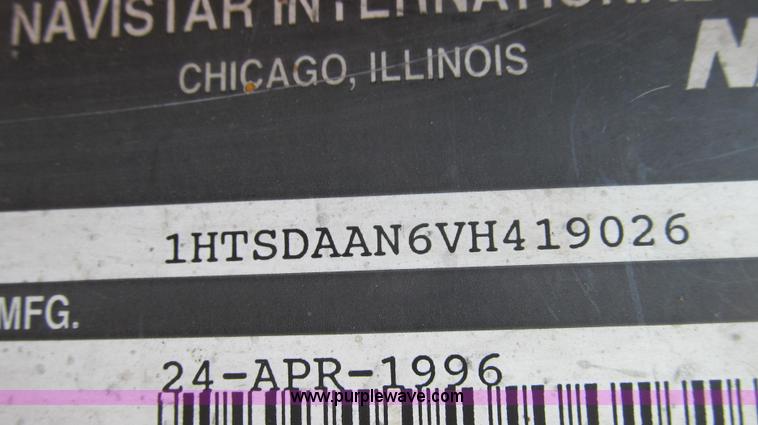 NAVISTAR INTERNATIONAL
CHICAGO, ILLINOIS
1HTSDAAN6VH419026
MFG.
24-APR-1996
www.purplewave.com